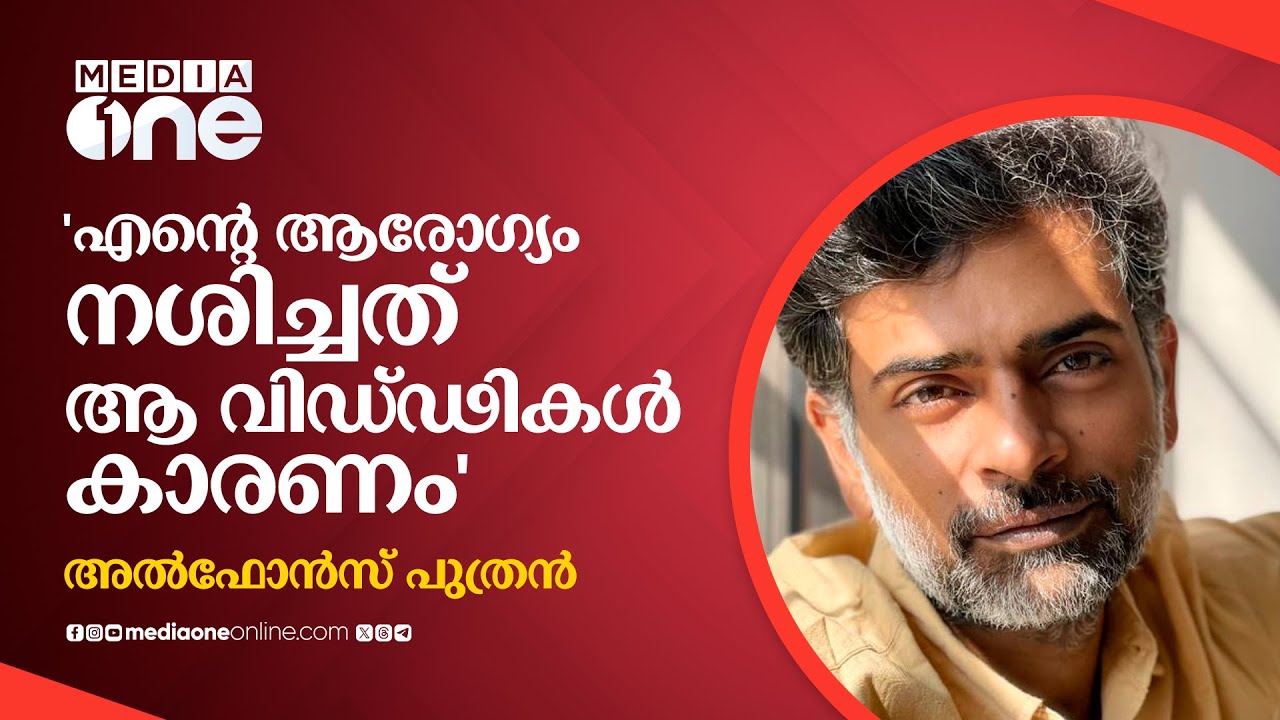 MEDIA
one
'എന്റെ ആരോഗ്യം
നശിച്ചത്
ആ വിഡ്ഢികൾ
കാരണം'
അൽഫോൻസ് പുത്രൻ
mediaoneonline.com